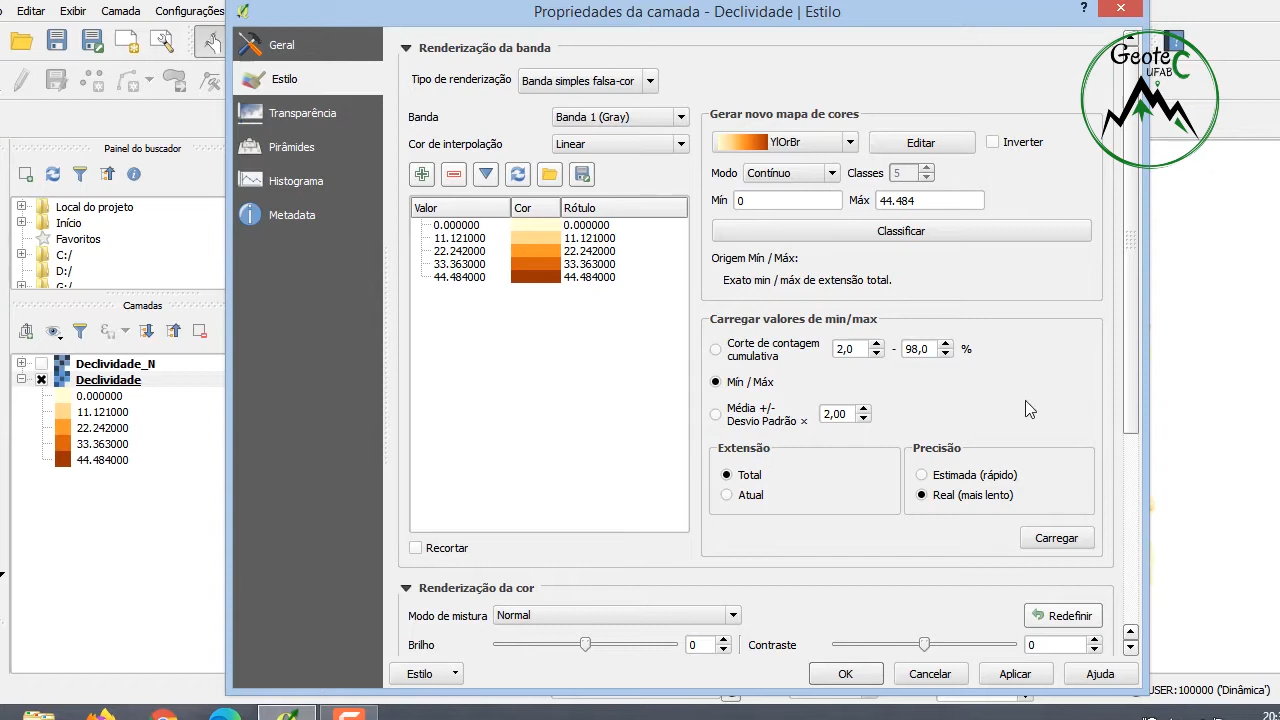 Propriedades da camada - Declividade | Estilo
?
Editar Exibir Camada Configurações
Geotec
UFABC
Geral
Estilo
Transparência
Pirâmides
Histograma
Metadata
Painel do buscador
Local do projeto
Início
Favoritos
C:/
D:/
G:/
Camadas
Declividade_N
Declividade
0.000000
11.121000
22.242000
33.363000
44.484000
Renderização da banda
Tipo de renderização Banda simples falsa-cor
Banda Banda 1 (Gray)
Cor de interpolação Linear
Valor Cor Rótulo
0.000000 0.000000
11.121000 11.121000
22.242000 22.242000
33.363000 33.363000
44.484000 44.484000
Recortar
Gerar novo mapa de cores
YlOrBr Editar Inverter
Modo Contínuo Classes 5
Mín 0 Máx 44.484
Classificar
Origem Mín / Máx:
Exato min / máx de extensão total.
Carregar valores de min/max
Corte de contagem
cumulativa 2,0 - 98,0 %
Mín / Máx
Média +/-
Desvio Padrão × 2,00
Extensão
Total
Atual
Precisão
Estimada (rápido)
Real (mais lento)
Carregar
Renderização da cor
Modo de mistura Normal Redefinir
Brilho 0 Contraste 0
Estilo OK Cancelar Aplicar Ajuda
USER:100000 (Dinâmica)